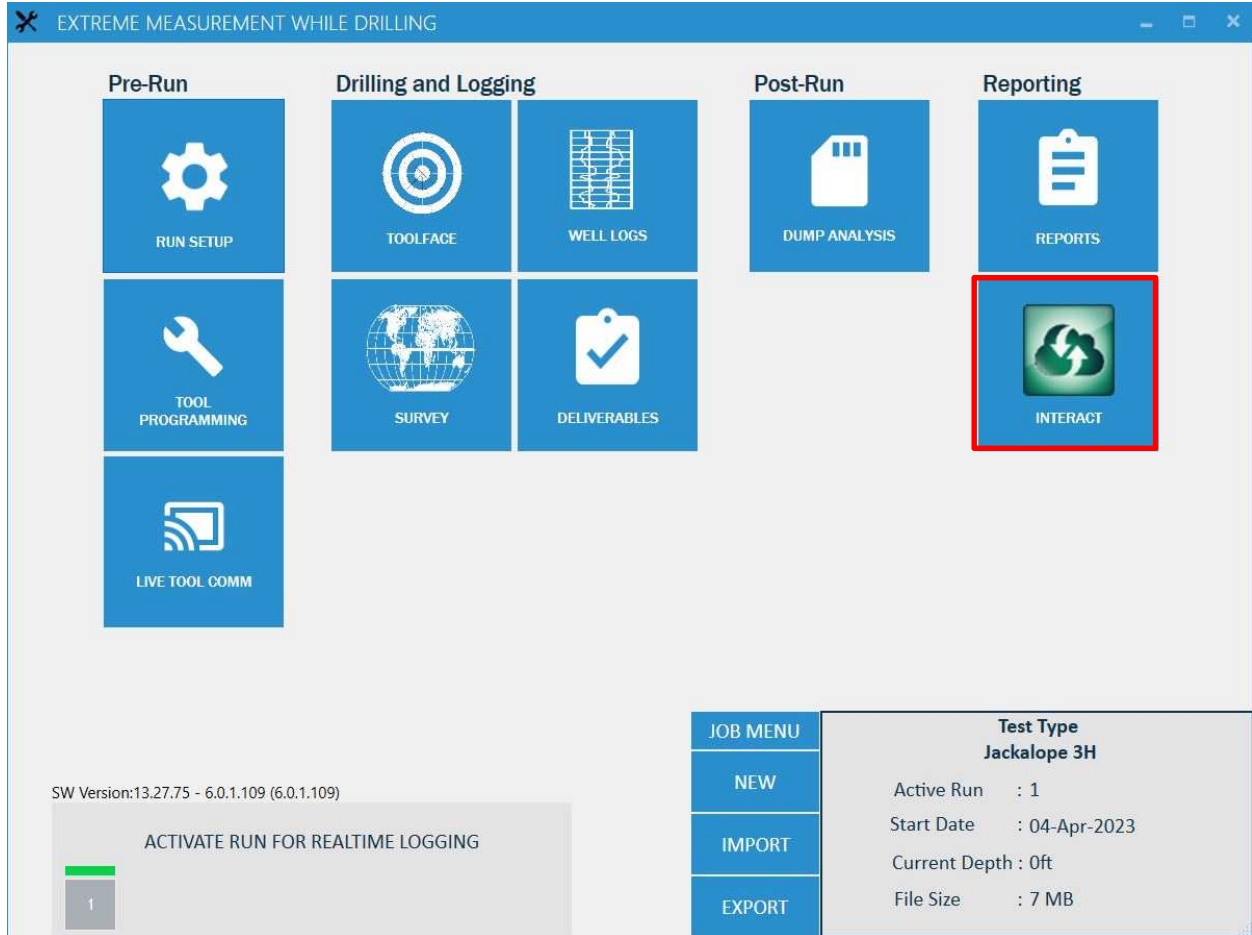 EXTREME MEASUREMENT WHILE DRILLING
Pre-Run
Drilling and Logging
Post-Run
Reporting
RUN SETUP
TOOLFACE
WELL LOGS
DUMP ANALYSIS
REPORTS
TOOL
PROGRAMMING
SURVEY
DELIVERABLES
INTERACT
LIVE TOOL COMM
SW Version:13.27.75 - 6.0.1.109 (6.0.1.109)
ACTIVATE RUN FOR REALTIME LOGGING
1
JOB MENU
NEW
IMPORT
EXPORT
Test Type
Jackalope 3H
Active Run : 1
Start Date : 04-Apr-2023
Current Depth : 0ft
File Size : 7 MB